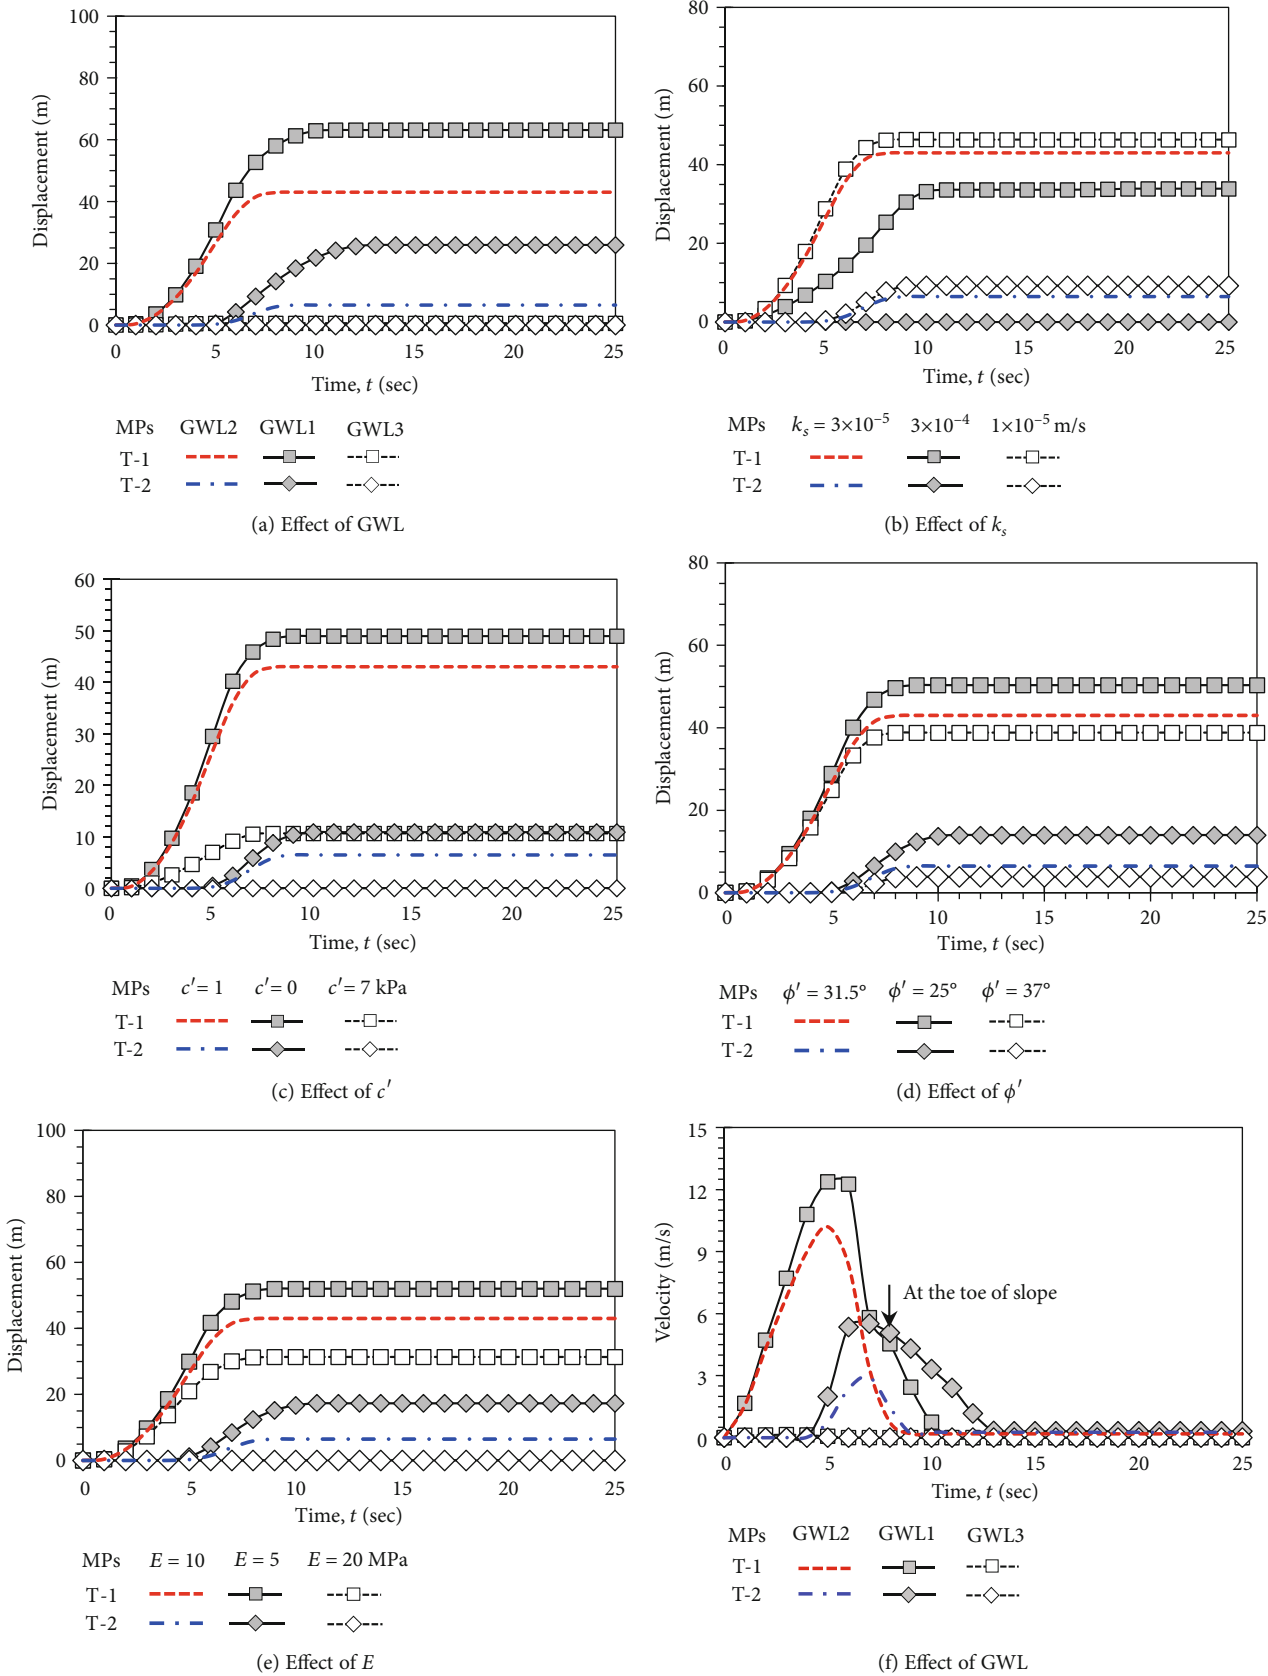 100
80
60
40
20
0
Displacement (m)
0 5 10 15 20 25
Time, t (sec)
MPs GWL2 GWL1 GWL3
T-1
T-2
(a) Effect of GWL
80
60
40
20
0
Displacement (m)
0 5 10 15 20 25
Time, t (sec)
MPs kₛ = 3×10⁻⁵ 3×10⁻⁴ 1×10⁻⁵ m/s
T-1
T-2
(b) Effect of kₛ
60
50
40
30
20
10
0
Displacement (m)
0 5 10 15 20 25
Time, t (sec)
MPs c′= 1 c′= 0 c′= 7 kPa
T-1
T-2
(c) Effect of c′
80
60
40
20
0
Displacement (m)
0 5 10 15 20 25
Time, t (sec)
MPs ϕ′ = 31.5° ϕ′ = 25° ϕ′ = 37°
T-1
T-2
(d) Effect of ϕ′
100
80
60
40
20
0
Displacement (m)
0 5 10 15 20 25
Time, t (sec)
MPs E = 10 E = 5 E = 20 MPa
T-1
T-2
(e) Effect of E
15
12
9
6
3
0
Velocity (m/s)
At the toe of slope
0 5 10 15 20 25
Time, t (sec)
MPs GWL2 GWL1 GWL3
T-1
T-2
(f) Effect of GWL